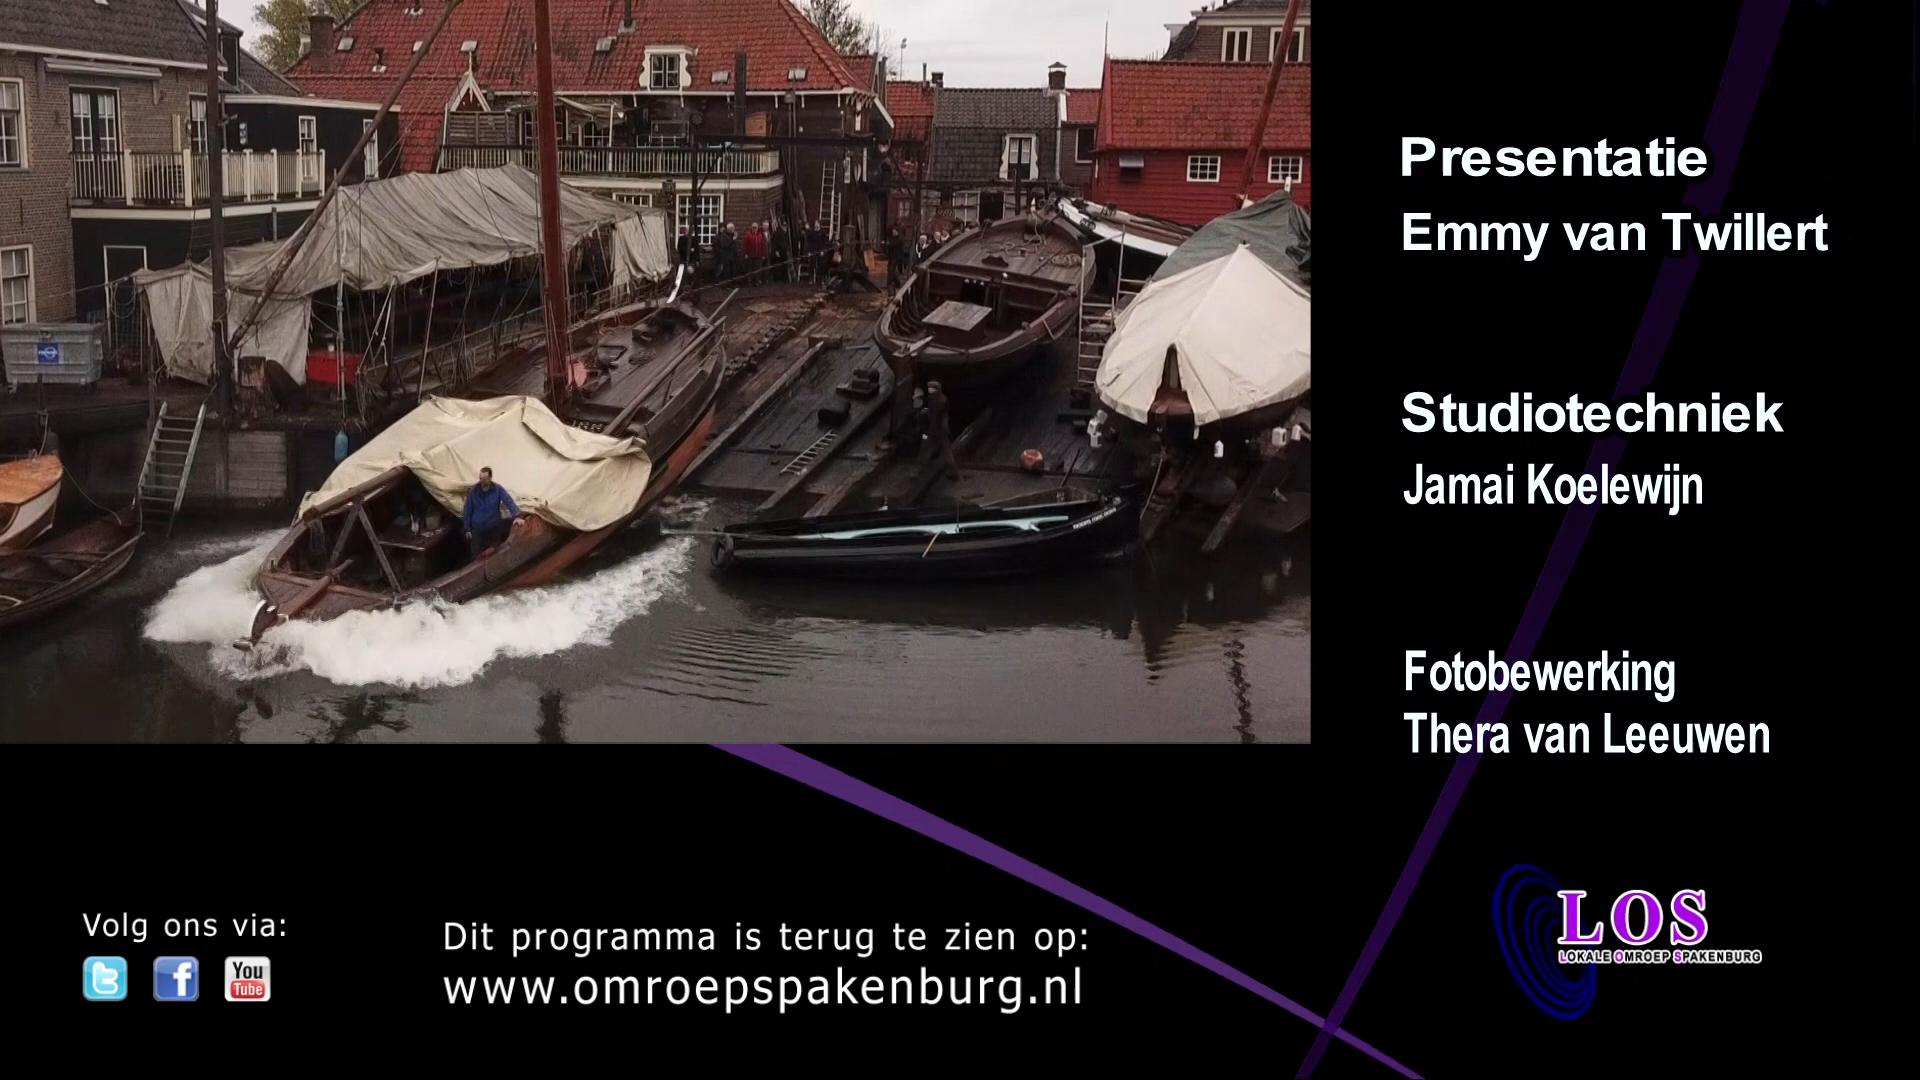 Presentatie
Emmy van Twillert
Studiotechniek
Jamai Koelewijn
Fotobewerking
Thera van Leeuwen
Volg ons via:
You
Tube
Dit programma is terug te zien op:
www.omroepspakenburg.nl
LOS
LOKALE OMROEP SPAKENBURG